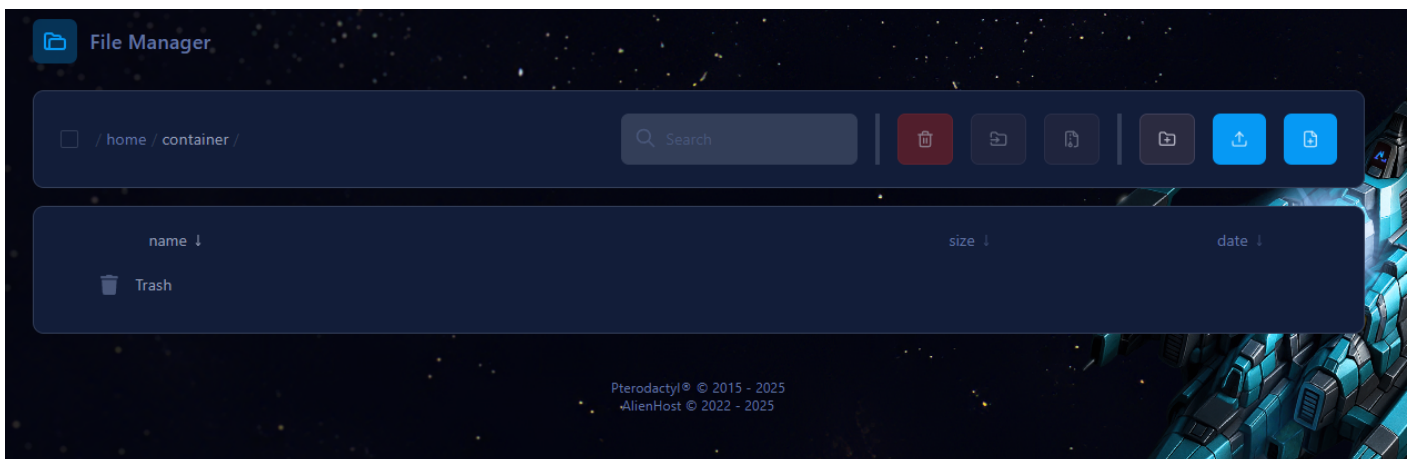 File Manager
/ home / container /
Search
name ↓ size ↓ date ↓
Trash
Pterodactyl® © 2015 - 2025
AlienHost © 2022 - 2025